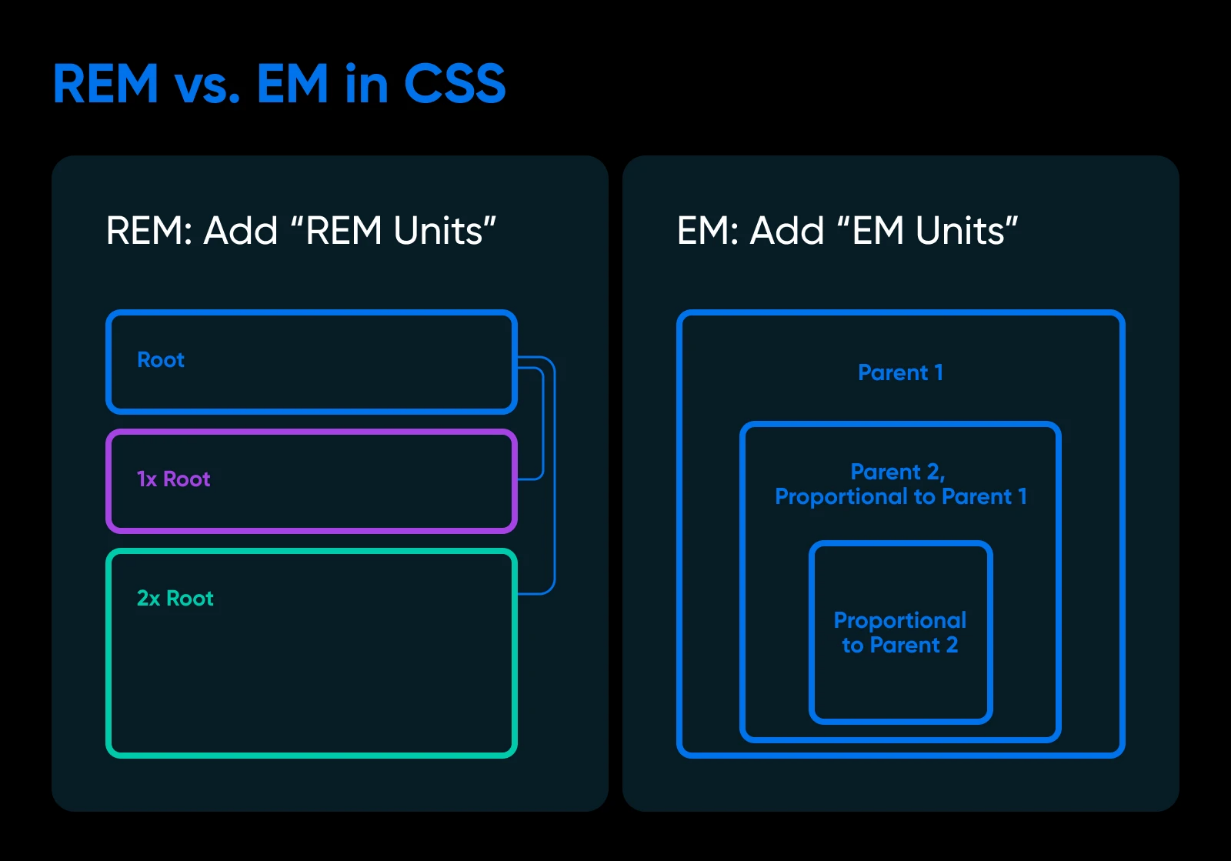 REM vs. EM in CSS
REM: Add “REM Units”
Root
1x Root
2x Root
EM: Add “EM Units”
Parent 1
Parent 2,
Proportional to Parent 1
Proportional
to Parent 2